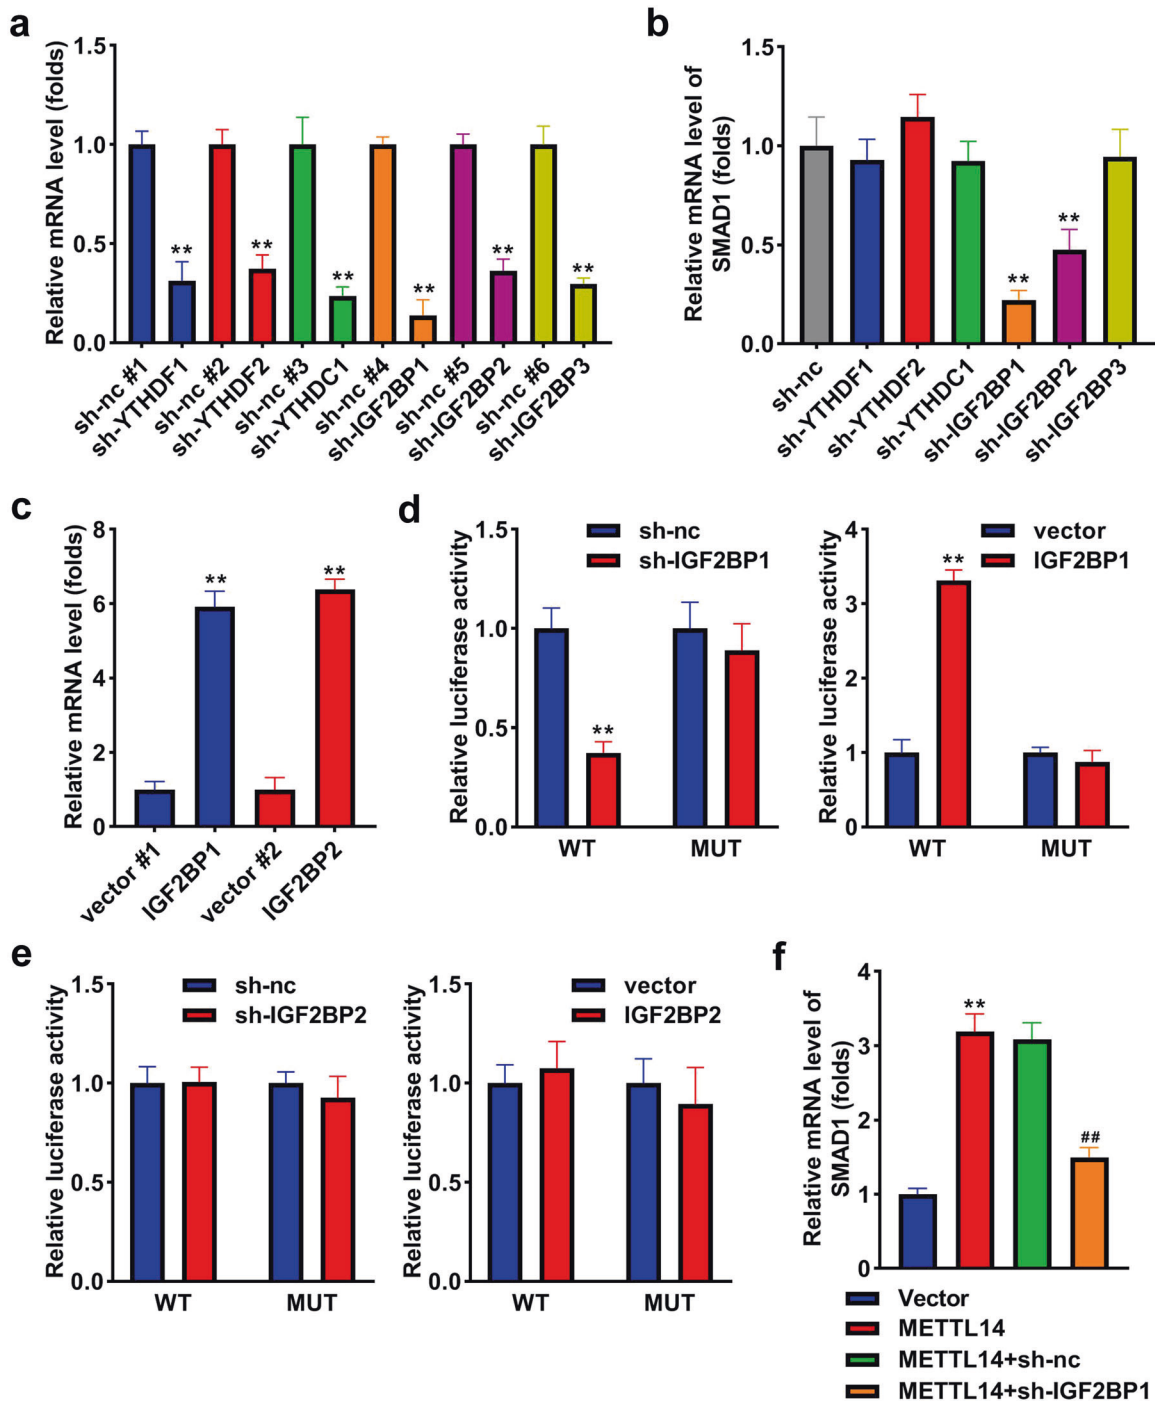 a
Relative mRNA level (folds)
1.5
1.0
0.5
0.0
** ** ** ** ** **
sh-nc #1
sh-YTHDF1
sh-nc #2
sh-YTHDF2
sh-nc #3
sh-YTHDC1
sh-nc #4
sh-IGF2BP1
sh-nc #5
sh-IGF2BP2
sh-nc #6
sh-IGF2BP3
b
Relative mRNA level of
SMAD1 (folds)
1.5
1.0
0.5
0.0
** **
sh-nc
sh-YTHDF1
sh-YTHDF2
sh-YTHDC1
sh-IGF2BP1
sh-IGF2BP2
sh-IGF2BP3
c
Relative mRNA level (folds)
8
6
4
2
0
** **
vector #1
IGF2BP1
vector #2
IGF2BP2
d
Relative luciferase activity
1.5
1.0
0.5
0.0
sh-nc
sh-IGF2BP1
**
WT MUT
Relative luciferase activity
4
3
2
1
0
vector
IGF2BP1
**
WT MUT
e
Relative luciferase activity
1.5
1.0
0.5
0.0
sh-nc
sh-IGF2BP2
WT MUT
Relative luciferase activity
1.5
1.0
0.5
0.0
vector
IGF2BP2
WT MUT
f
Relative mRNA level of
SMAD1 (folds)
4
3
2
1
0
**
##
Vector
METTL14
METTL14+sh-nc
METTL14+sh-IGF2BP1